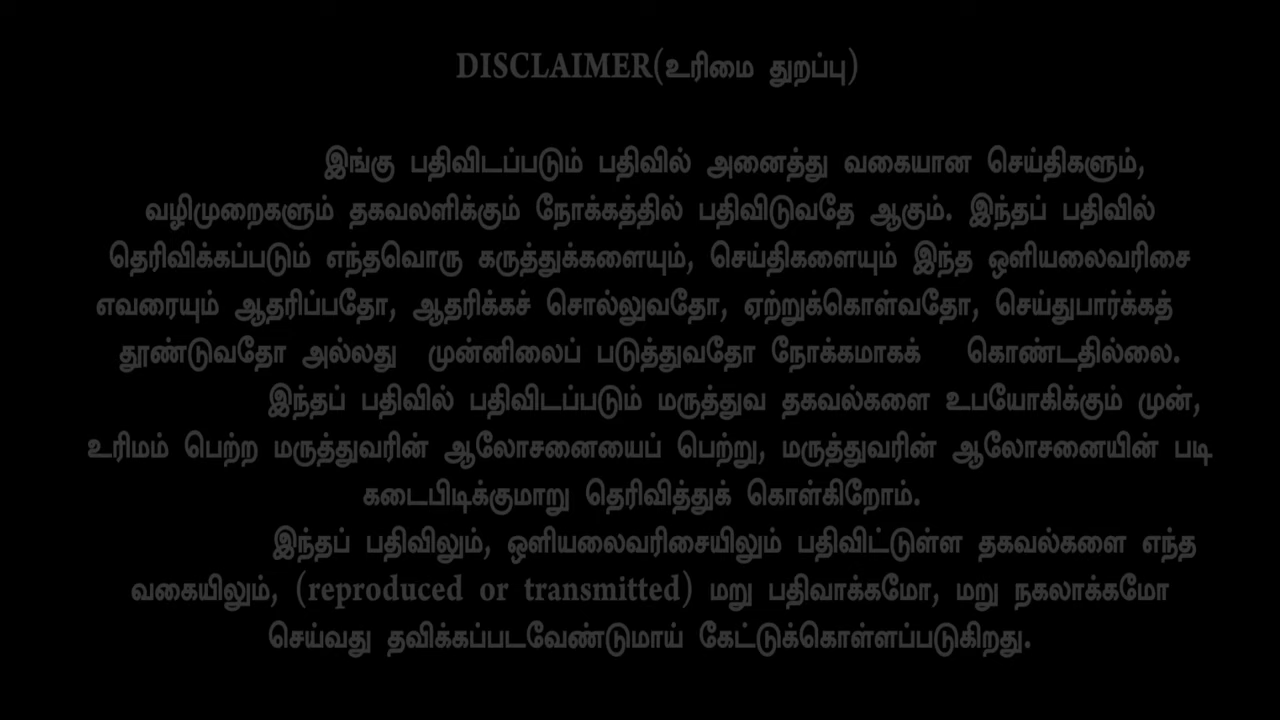 DISCLAIMER(உரிமை துறப்பு)
இங்கு பதிவிடப்படும் பதிவில் அனைத்து வகையான செய்திகளும்,
வழிமுறைகளும் தகவலளிக்கும் நோக்கத்தில் பதிவிடுவதே ஆகும். இந்தப் பதிவில்
தெரிவிக்கப்படும் எந்தவொரு கருத்துக்களையும், செய்திகளையும் இந்த ஒளியலைவரிசை
எவரையும் ஆதரிப்பதோ, ஆதரிக்கச் சொல்லுவதோ, ஏற்றுக்கொள்வதோ, செய்துபார்க்கத்
தூண்டுவதோ அல்லது முன்னிலைப் படுத்துவதோ நோக்கமாகக் கொண்டதில்லை.
இந்தப் பதிவில் பதிவிடப்படும் மருத்துவ தகவல்களை உபயோகிக்கும் முன்,
உரிமம் பெற்ற மருத்துவரின் ஆலோசனையைப் பெற்று, மருத்துவரின் ஆலோசனையின் படி
கடைபிடிக்குமாறு தெரிவித்துக் கொள்கிறோம்.
இந்தப் பதிவிலும், ஒளியலைவரிசையிலும் பதிவிட்டுள்ள தகவல்களை எந்த
வகையிலும், (reproduced or transmitted) மறு பதிவாக்கமோ, மறு நகலாக்கமோ
செய்வது தவிக்கப்படவேண்டுமாய் கேட்டுக்கொள்ளப்படுகிறது.